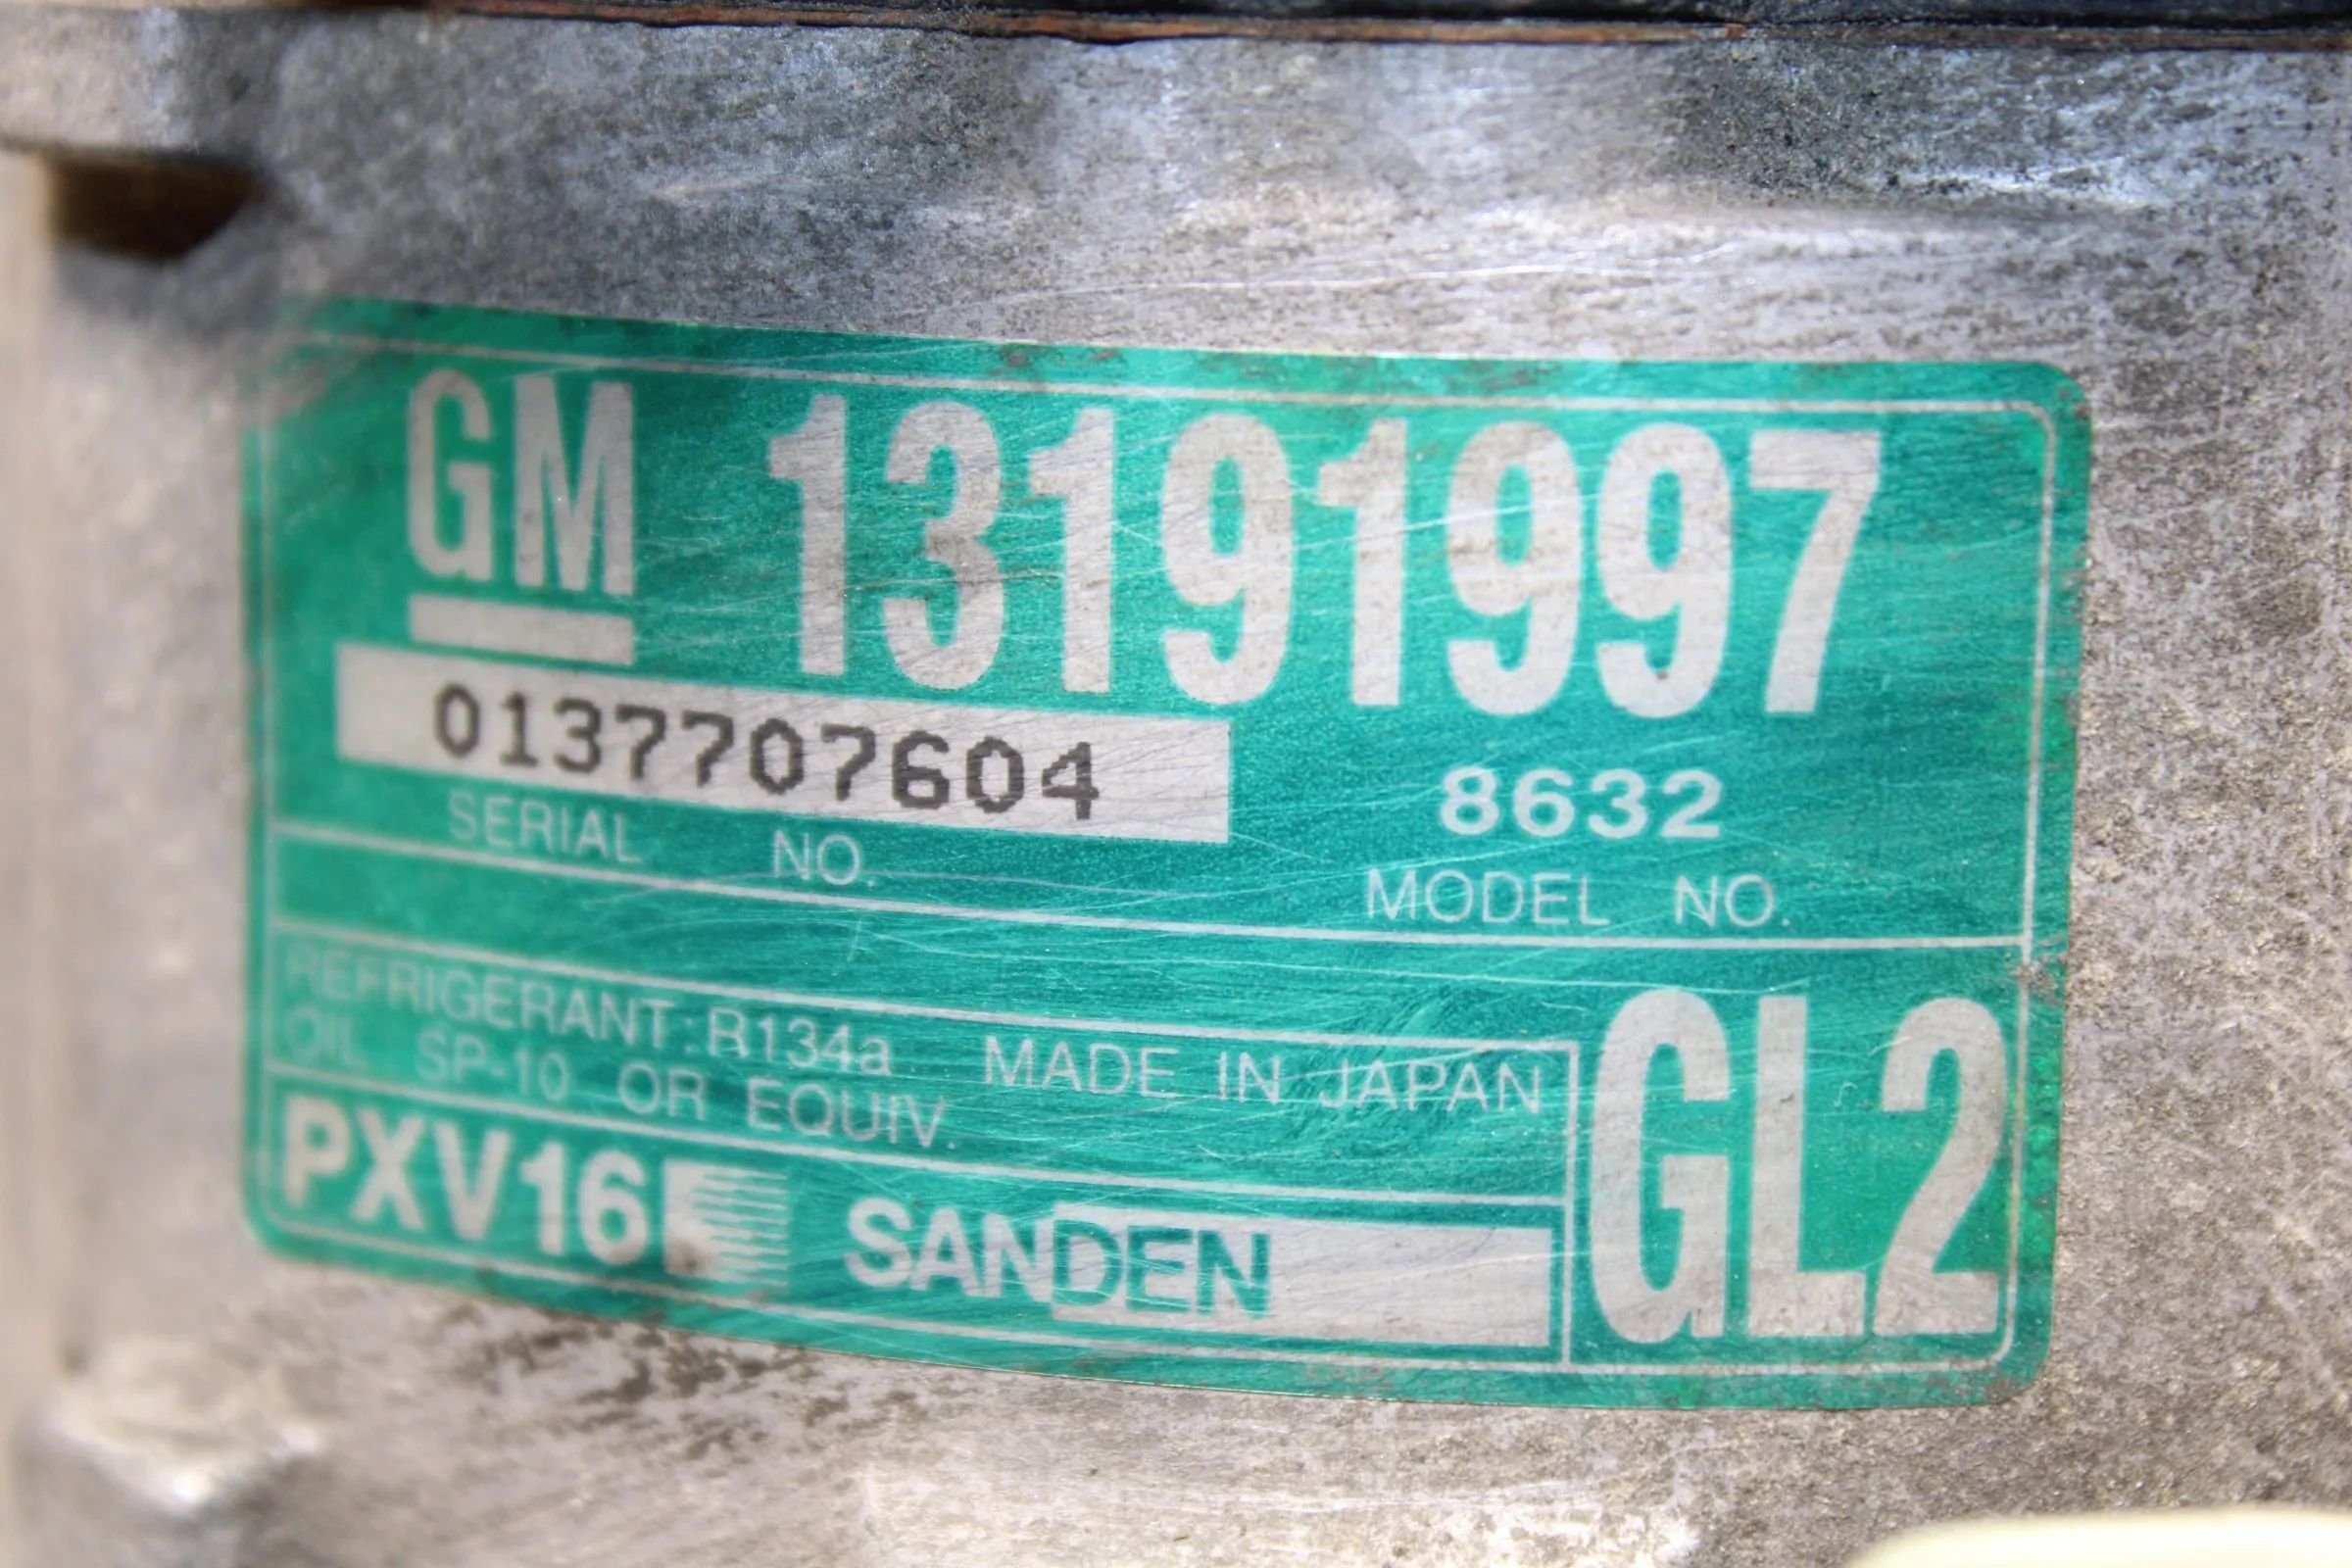 GM 13191997
0137707604
8632
SERIAL NO.
MODEL NO.
REFRIGERANT:R134a MADE IN JAPAN
OIL SP-10 OR EQUIV.
PXV16 SANDEN
GL2